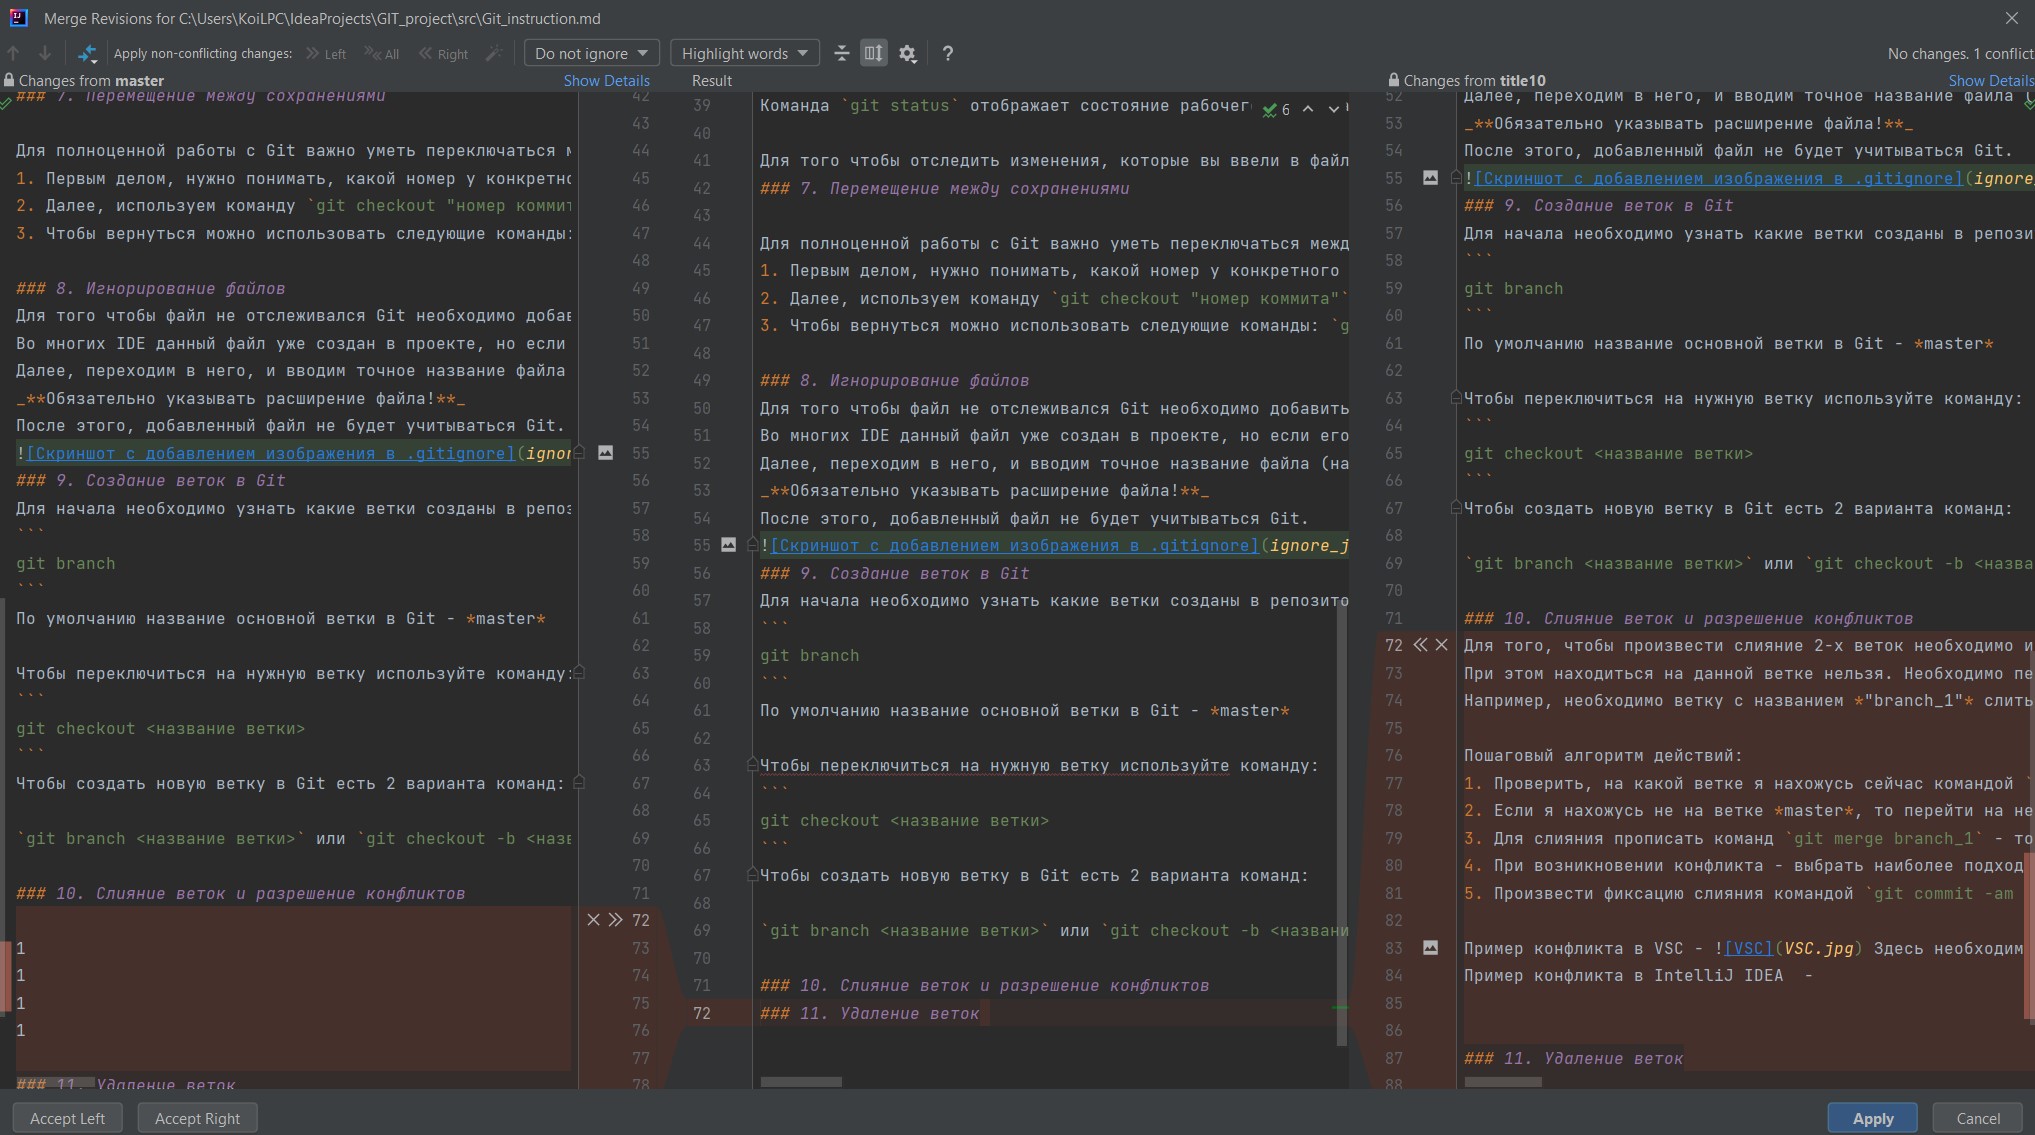 Merge Revisions for C:\Users\KoiLPC\IdeaProjects\GIT_project\src\Git_instruction.md
Apply non-conflicting changes: Left All Right Do not ignore Highlight words ? No changes. 1 conflict
Changes from master Show Details
### 7. Перемещение между сохранениями 42
43
Для полноценной работы с Git важно уметь переключаться 44
1. Первым делом, нужно понимать, какой номер у 45
2. Далее, используем команду `git checkout "номер 46
3. Чтобы вернуться можно использовать следующие команды: 47
48
### 8. Игнорирование файлов 49
Для того чтобы файл не отслеживался Git необходимо 50
Во многих IDE данный файл уже создан в проекте, но если 51
Далее, переходим в него, и вводим точное название файла 52
_**Обязательно указывать расширение файла!**_ 53
После этого, добавленный файл не будет учитываться Git. 54
![Скриншот с добавлением изображения в .gitignore]( 55
### 9. Создание веток в Git 56
Для начала необходимо узнать какие ветки созданы в 57
``` 58
git branch 59
``` 60
По умолчанию название основной ветки в Git - *master* 61
62
Чтобы переключиться на нужную ветку используйте команду: 63
``` 64
git checkout <название ветки> 65
``` 66
Чтобы создать новую ветку в Git есть 2 варианта команд: 67
68
`git branch <название ветки>` или `git checkout -b 69
70
### 10. Слияние веток и разрешение конфликтов 71
72
1 73
1 74
1 75
1 76
77
### 11. Удаление веток 78
Result
39 Команда `git status` отображает состояние 6
40
41 Для того чтобы отследить изменения, которые вы ввели в файл
42 ### 7. Перемещение между сохранениями
43
44 Для полноценной работы с Git важно уметь переключаться
45 1. Первым делом, нужно понимать, какой номер у конкретного
46 2. Далее, используем команду `git checkout "номер коммита"`
47 3. Чтобы вернуться можно использовать следующие команды:
48
49 ### 8. Игнорирование файлов
50 Для того чтобы файл не отслеживался Git необходимо добавить
51 Во многих IDE данный файл уже создан в проекте, но если его
52 Далее, переходим в него, и вводим точное название файла
53 _**Обязательно указывать расширение файла!**_
54 После этого, добавленный файл не будет учитываться Git.
55 ![Скриншот с добавлением изображения в .gitignore](ignore_j
56 ### 9. Создание веток в Git
57 Для начала необходимо узнать какие ветки созданы в
58 ```
59 git branch
60 ```
61 По умолчанию название основной ветки в Git - *master*
62
63 Чтобы переключиться на нужную ветку используйте команду:
64 ```
65 git checkout <название ветки>
66 ```
67 Чтобы создать новую ветку в Git есть 2 варианта команд:
68
69 `git branch <название ветки>` или `git checkout -b
70
71 ### 10. Слияние веток и разрешение конфликтов
72 ### 11. Удаление веток
Changes from title10 Show Details
52 Далее, переходим в него, и вводим точное название файла (
53 _**Обязательно указывать расширение файла!**_
54 После этого, добавленный файл не будет учитываться Git.
55 ![Скриншот с добавлением изображения в .gitignore](ignore
56 ### 9. Создание веток в Git
57 Для начала необходимо узнать какие ветки созданы в
58 ```
59 git branch
60 ```
61 По умолчанию название основной ветки в Git - *master*
62
63 Чтобы переключиться на нужную ветку используйте команду:
64 ```
65 git checkout <название ветки>
66 ```
67 Чтобы создать новую ветку в Git есть 2 варианта команд:
68
69 `git branch <название ветки>` или `git checkout -b
70
71 ### 10. Слияние веток и разрешение конфликтов
72 Для того, чтобы произвести слияние 2-х веток необходимо
73 При этом находиться на данной ветке нельзя. Необходимо
74 Например, необходимо ветку с названием *"branch_1"* слить
75
76 Пошаговый алгоритм действий:
77 1. Проверить, на какой ветке я нахожусь сейчас командой `
78 2. Если я нахожусь не на ветке *master*, то перейти на
79 3. Для слияния прописать команд `git merge branch_1` -
80 4. При возникновении конфликта - выбрать наиболее
81 5. Произвести фиксацию слияния командой `git commit -am
82
83 Пример конфликта в VSC - ![VSC](VSC.jpg) Здесь
84 Пример конфликта в IntelliJ IDEA -
85
86
87 ### 11. Удаление веток
88
Accept Left Accept Right Apply Cancel